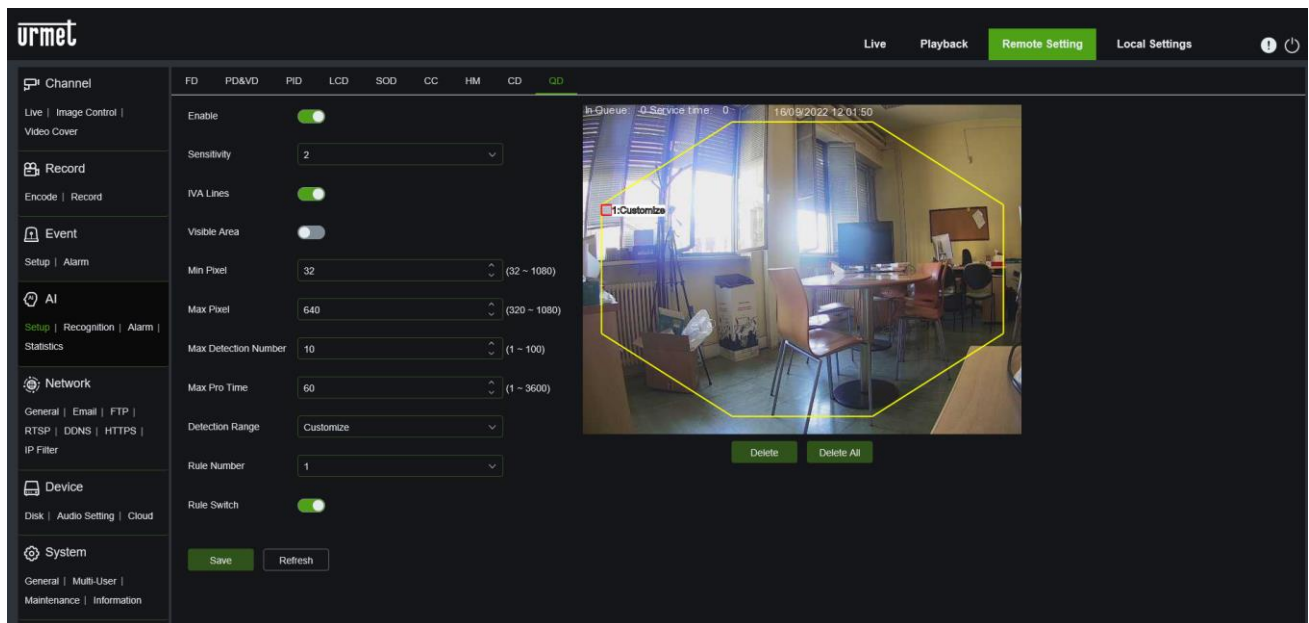 urmet
Live Playback Remote Setting Local Settings
Channel
Live | Image Control |
Video Cover
Record
Encode | Record
Event
Setup | Alarm
AI
Setup | Recognition | Alarm |
Statistics
Network
General | Email | FTP |
RTSP | DDNS | HTTPS |
IP Filter
Device
Disk | Audio Setting | Cloud
System
General | Multi-User |
Maintenance | Information
FD PD&VD PID LCD SOD CC HM CD QD
Enable
Sensitivity 2
IVA Lines
Visible Area
Min Pixel 32 (32 ~ 1080)
Max Pixel 640 (320 ~ 1080)
Max Detection Number 10 (1 ~ 100)
Max Pro Time 60 (1 ~ 3600)
Detection Range Customize
Rule Number 1
Rule Switch
Save Refresh
In Queue: 0 Service time: 0 16/09/2022 12:01:50
1:Customize
Delete Delete All